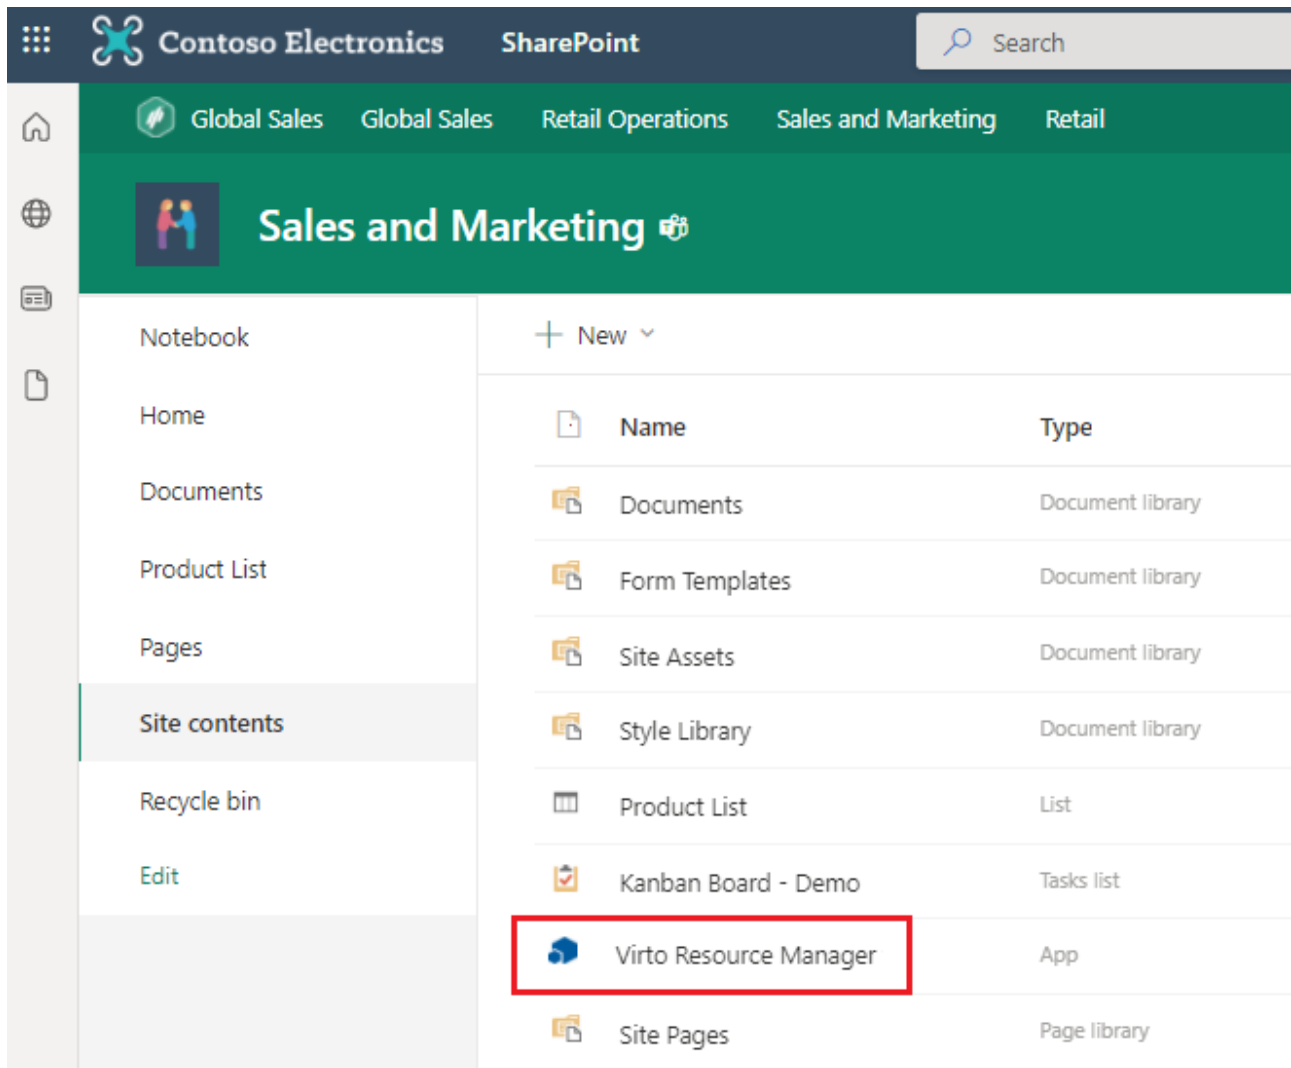 Contoso Electronics SharePoint Search
Global Sales Global Sales Retail Operations Sales and Marketing Retail
Sales and Marketing
Notebook
Home
Documents
Product List
Pages
Site contents
Recycle bin
Edit
New
Name Type
Documents Document library
Form Templates Document library
Site Assets Document library
Style Library Document library
Product List List
Kanban Board - Demo Tasks list
Virto Resource Manager App
Site Pages Page library